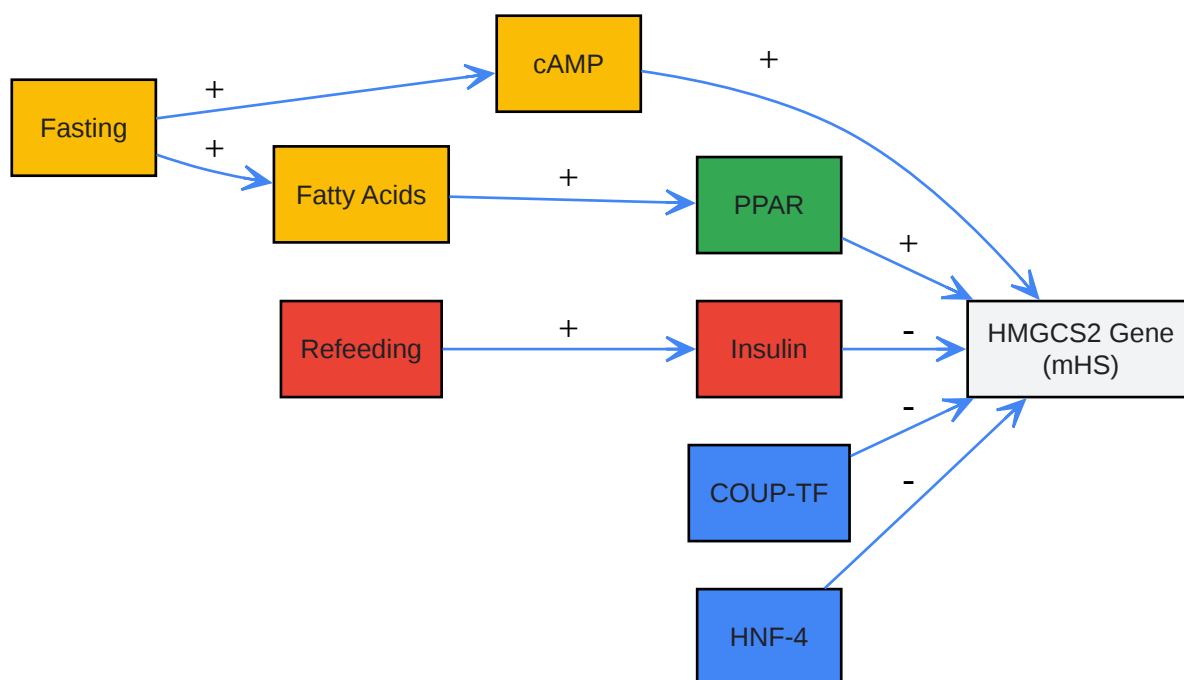 cAMP
+
+
Fasting
+
Fatty Acids
+
PPAR
+
Refeeding
+
Insulin
-
HMGCS2 Gene
(mHS)
-
COUP-TF
-
HNF-4